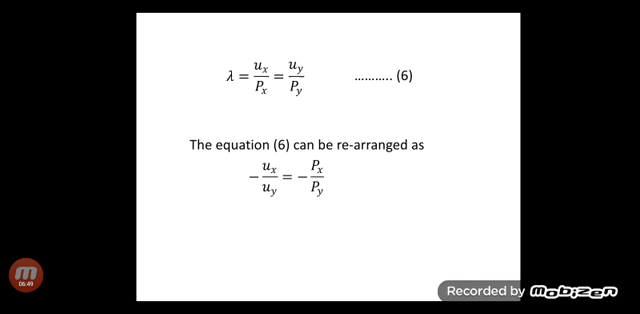 λ = u_x/P_x = u_y/P_y ……….. (6)
The equation (6) can be re-arranged as
− u_x/u_y = − P_x/P_y
06:49
Recorded by mobizen